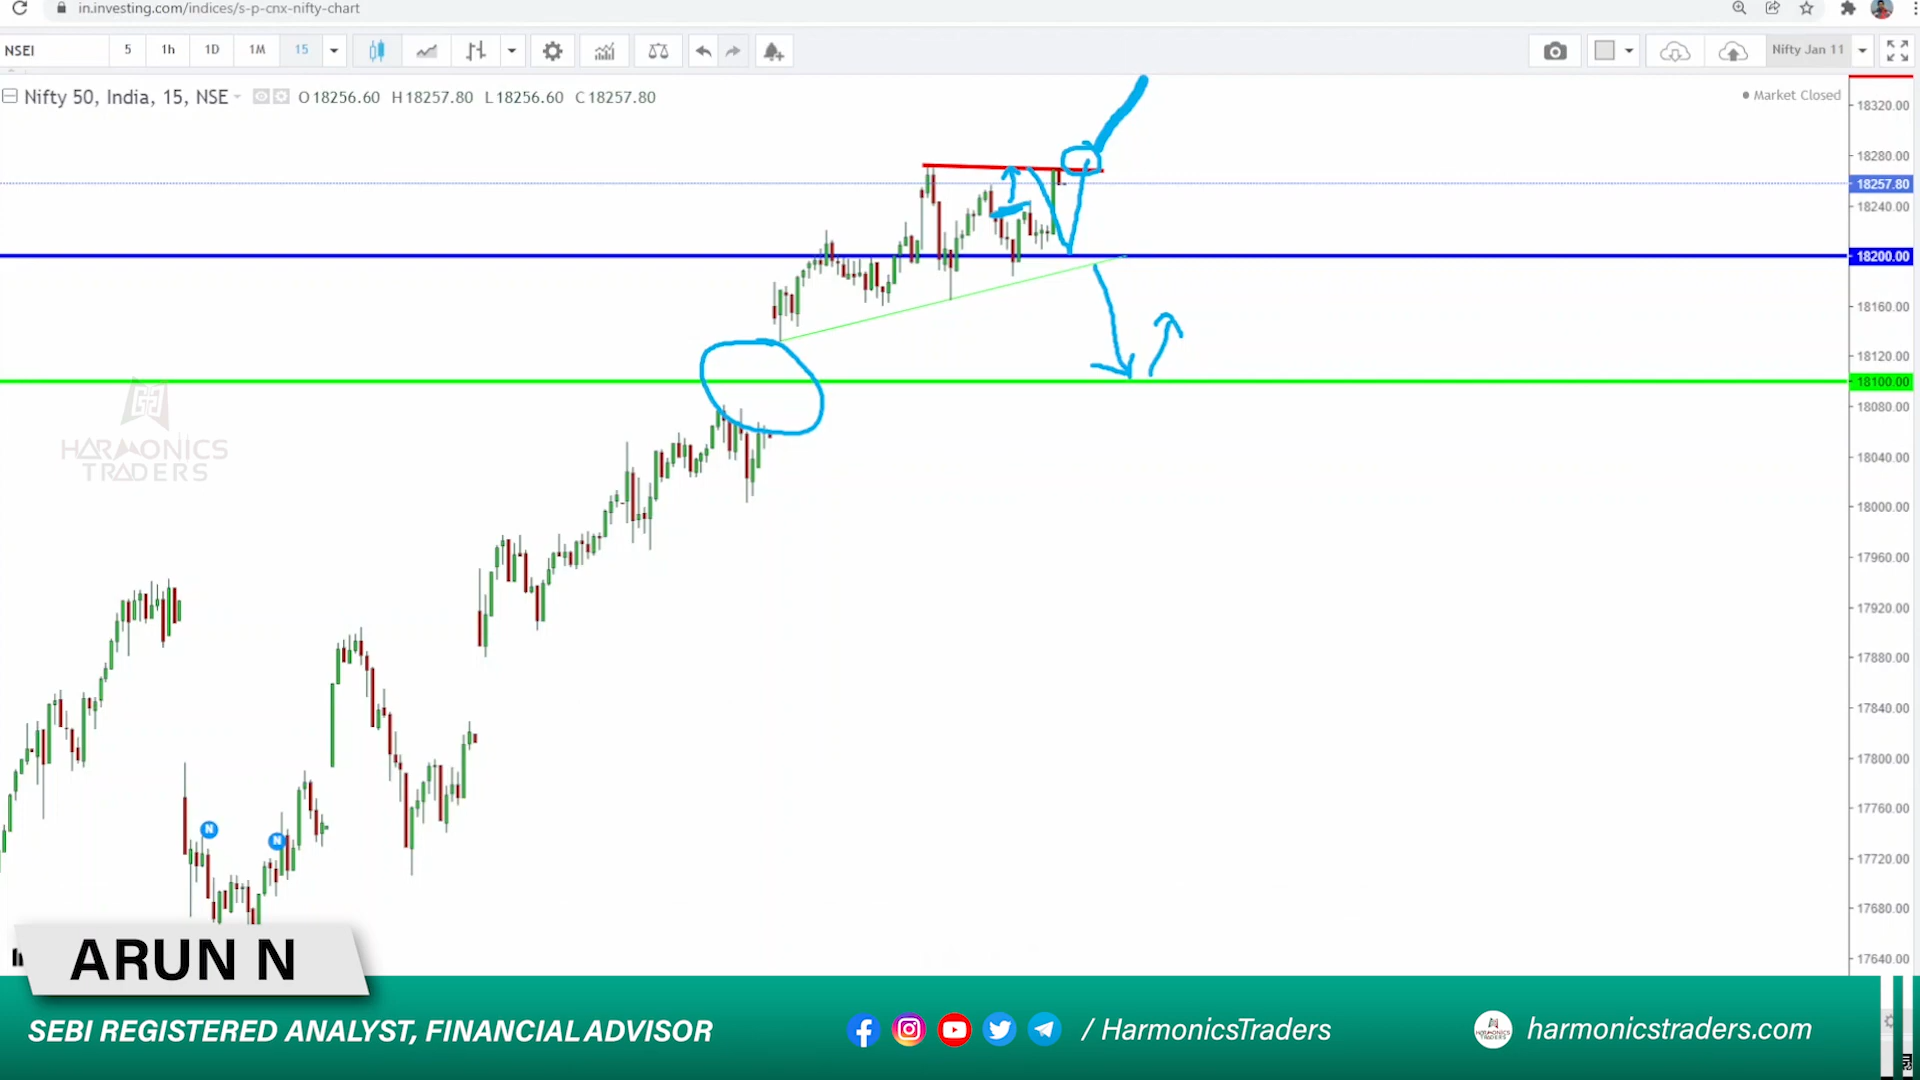 in.investing.com/indices/s-p-cnx-nifty-chart
NSEI 5 1h 1D 1M 15 Nifty Jan 11
Nifty 50, India, 15, NSE O18256.60 H18257.80 L18256.60 C18257.80
Market Closed
18320.00
18280.00
18257.80
18240.00
18200.00
18160.00
18120.00
18100.00
18080.00
18040.00
18000.00
17960.00
17920.00
17880.00
17840.00
17800.00
17760.00
17720.00
17680.00
17640.00
HARMONICS
TRADERS
N
N
ARUN N
SEBI REGISTERED ANALYST, FINANCIAL ADVISOR
/ HarmonicsTraders
harmonicstraders.com